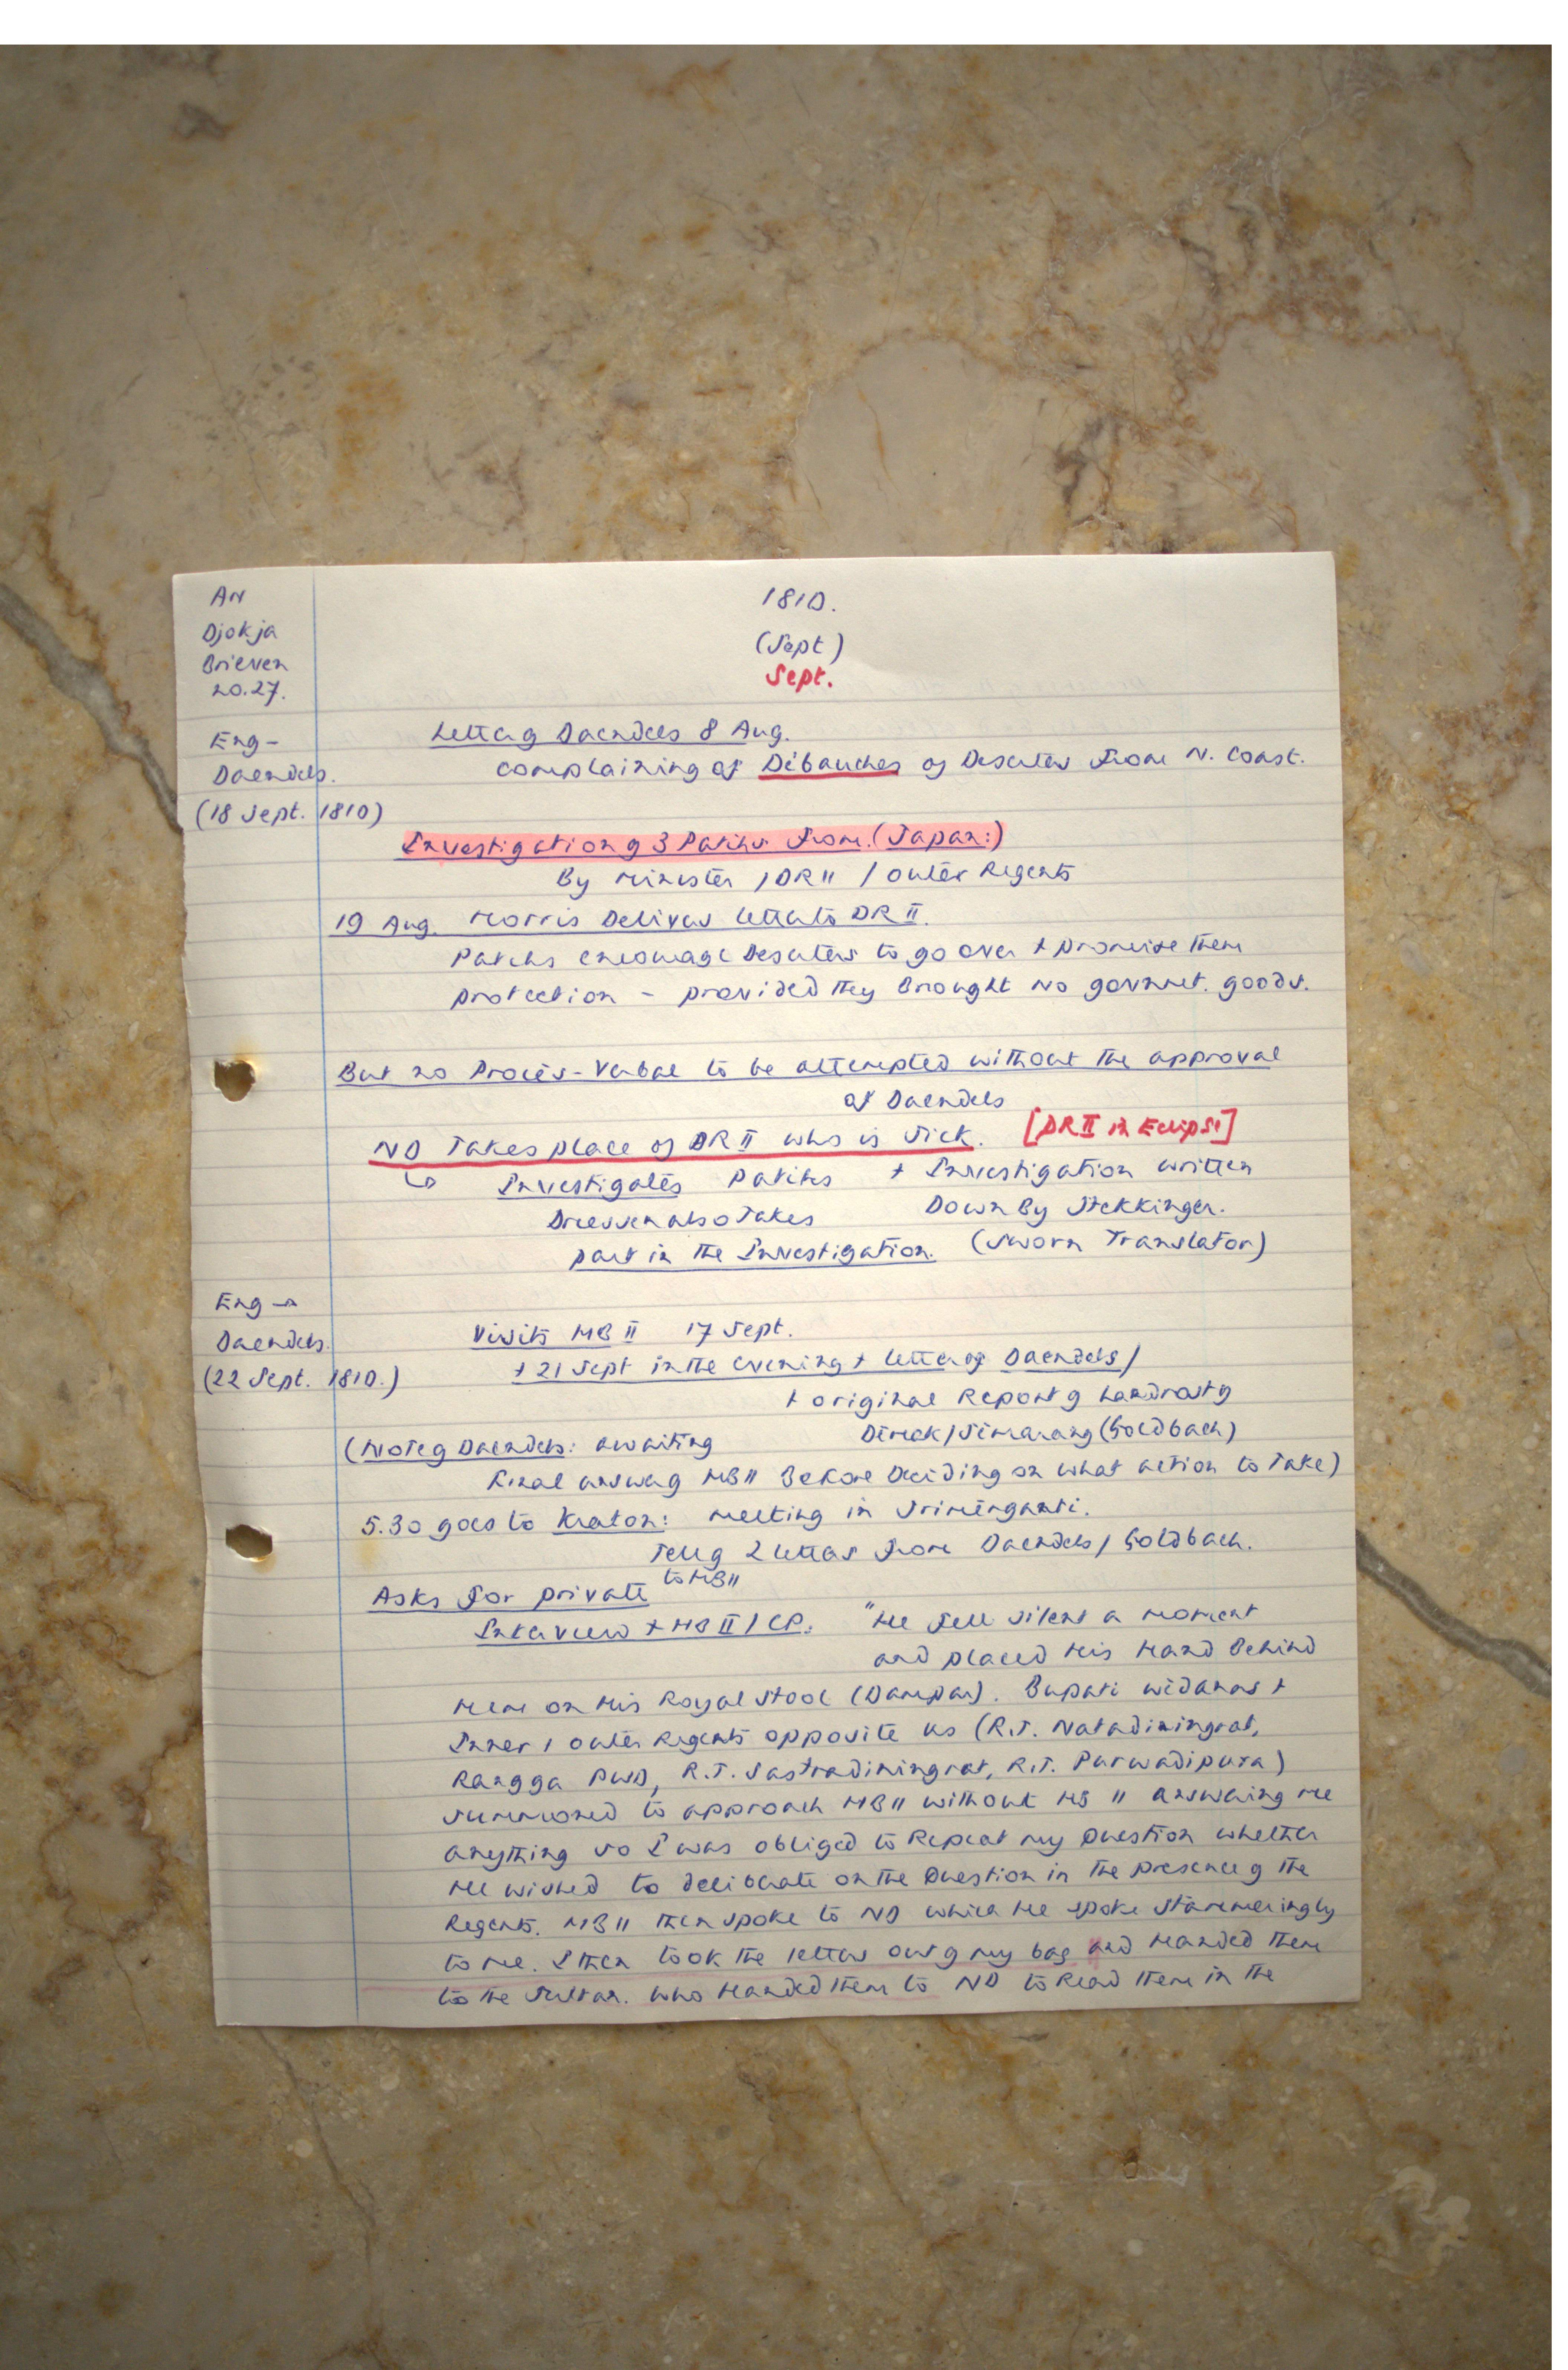 AN
Djokja
Brieven
no.27.
1810.
(Sept)
Sept.
Eng -
Daendels.
(18 Sept. 1810)
Letter of Daendels 8 Aug.
complaining of Débauches of Deserters from N. Coast.
Investigation of 3 Patihs from. (Japan:)
By Minister / DR II / outer Regents
19 Aug. Morris Delivers letter to DR II.
Patihs encourage Deserters to go over + promise them
protection - provided they Brought no govrnmet. goods.
But no Procès-Verbal to be attempted without the approval
of Daendels
ND Takes place of DR II who is sick. [DR II in Eclipse]
↳ Investigates Patihs + Investigation written
Driessen also Takes Down By Stekkinger.
part in the Investigation. (Sworn Translator)
Eng →
Daendels.
(22 Sept. 1810.)
Visits HB II 17 Sept.
+ 21 Sept in the evening + letter of Daendels /
+ original Report of Landrost of
Demak / Semarang (Goldbach)
(Note of Daendels: awaiting
Final answer of HB II Before Deciding on what action to Take)
5.30 goes to Kraton: meeting in Srimĕnganti.
Tell of 2 letters from Daendels / Goldbach.
to HB II
Asks for private
Interview + HB II / CP. "He fell silent a moment
and placed His Hand Behind
Him on His Royal Stool (Dampar). Bupati wĕdanas +
Inner / outer Regents opposite us (R.T. Natadiningrat,
Rangga PWD, R.T. Sastradiningrat, R.T. Purwadipura)
summoned to approach HB II without HB II answering me
anything so I was obliged to Repeat my Question whether
He wished to deliberate on the Question in the presence of the
Regents. HB II then spoke to ND which He spoke stammeringly
to me. I then took the letters out of my bag and Handed them
to the Sultan. who Handed them to ND to Read them in the